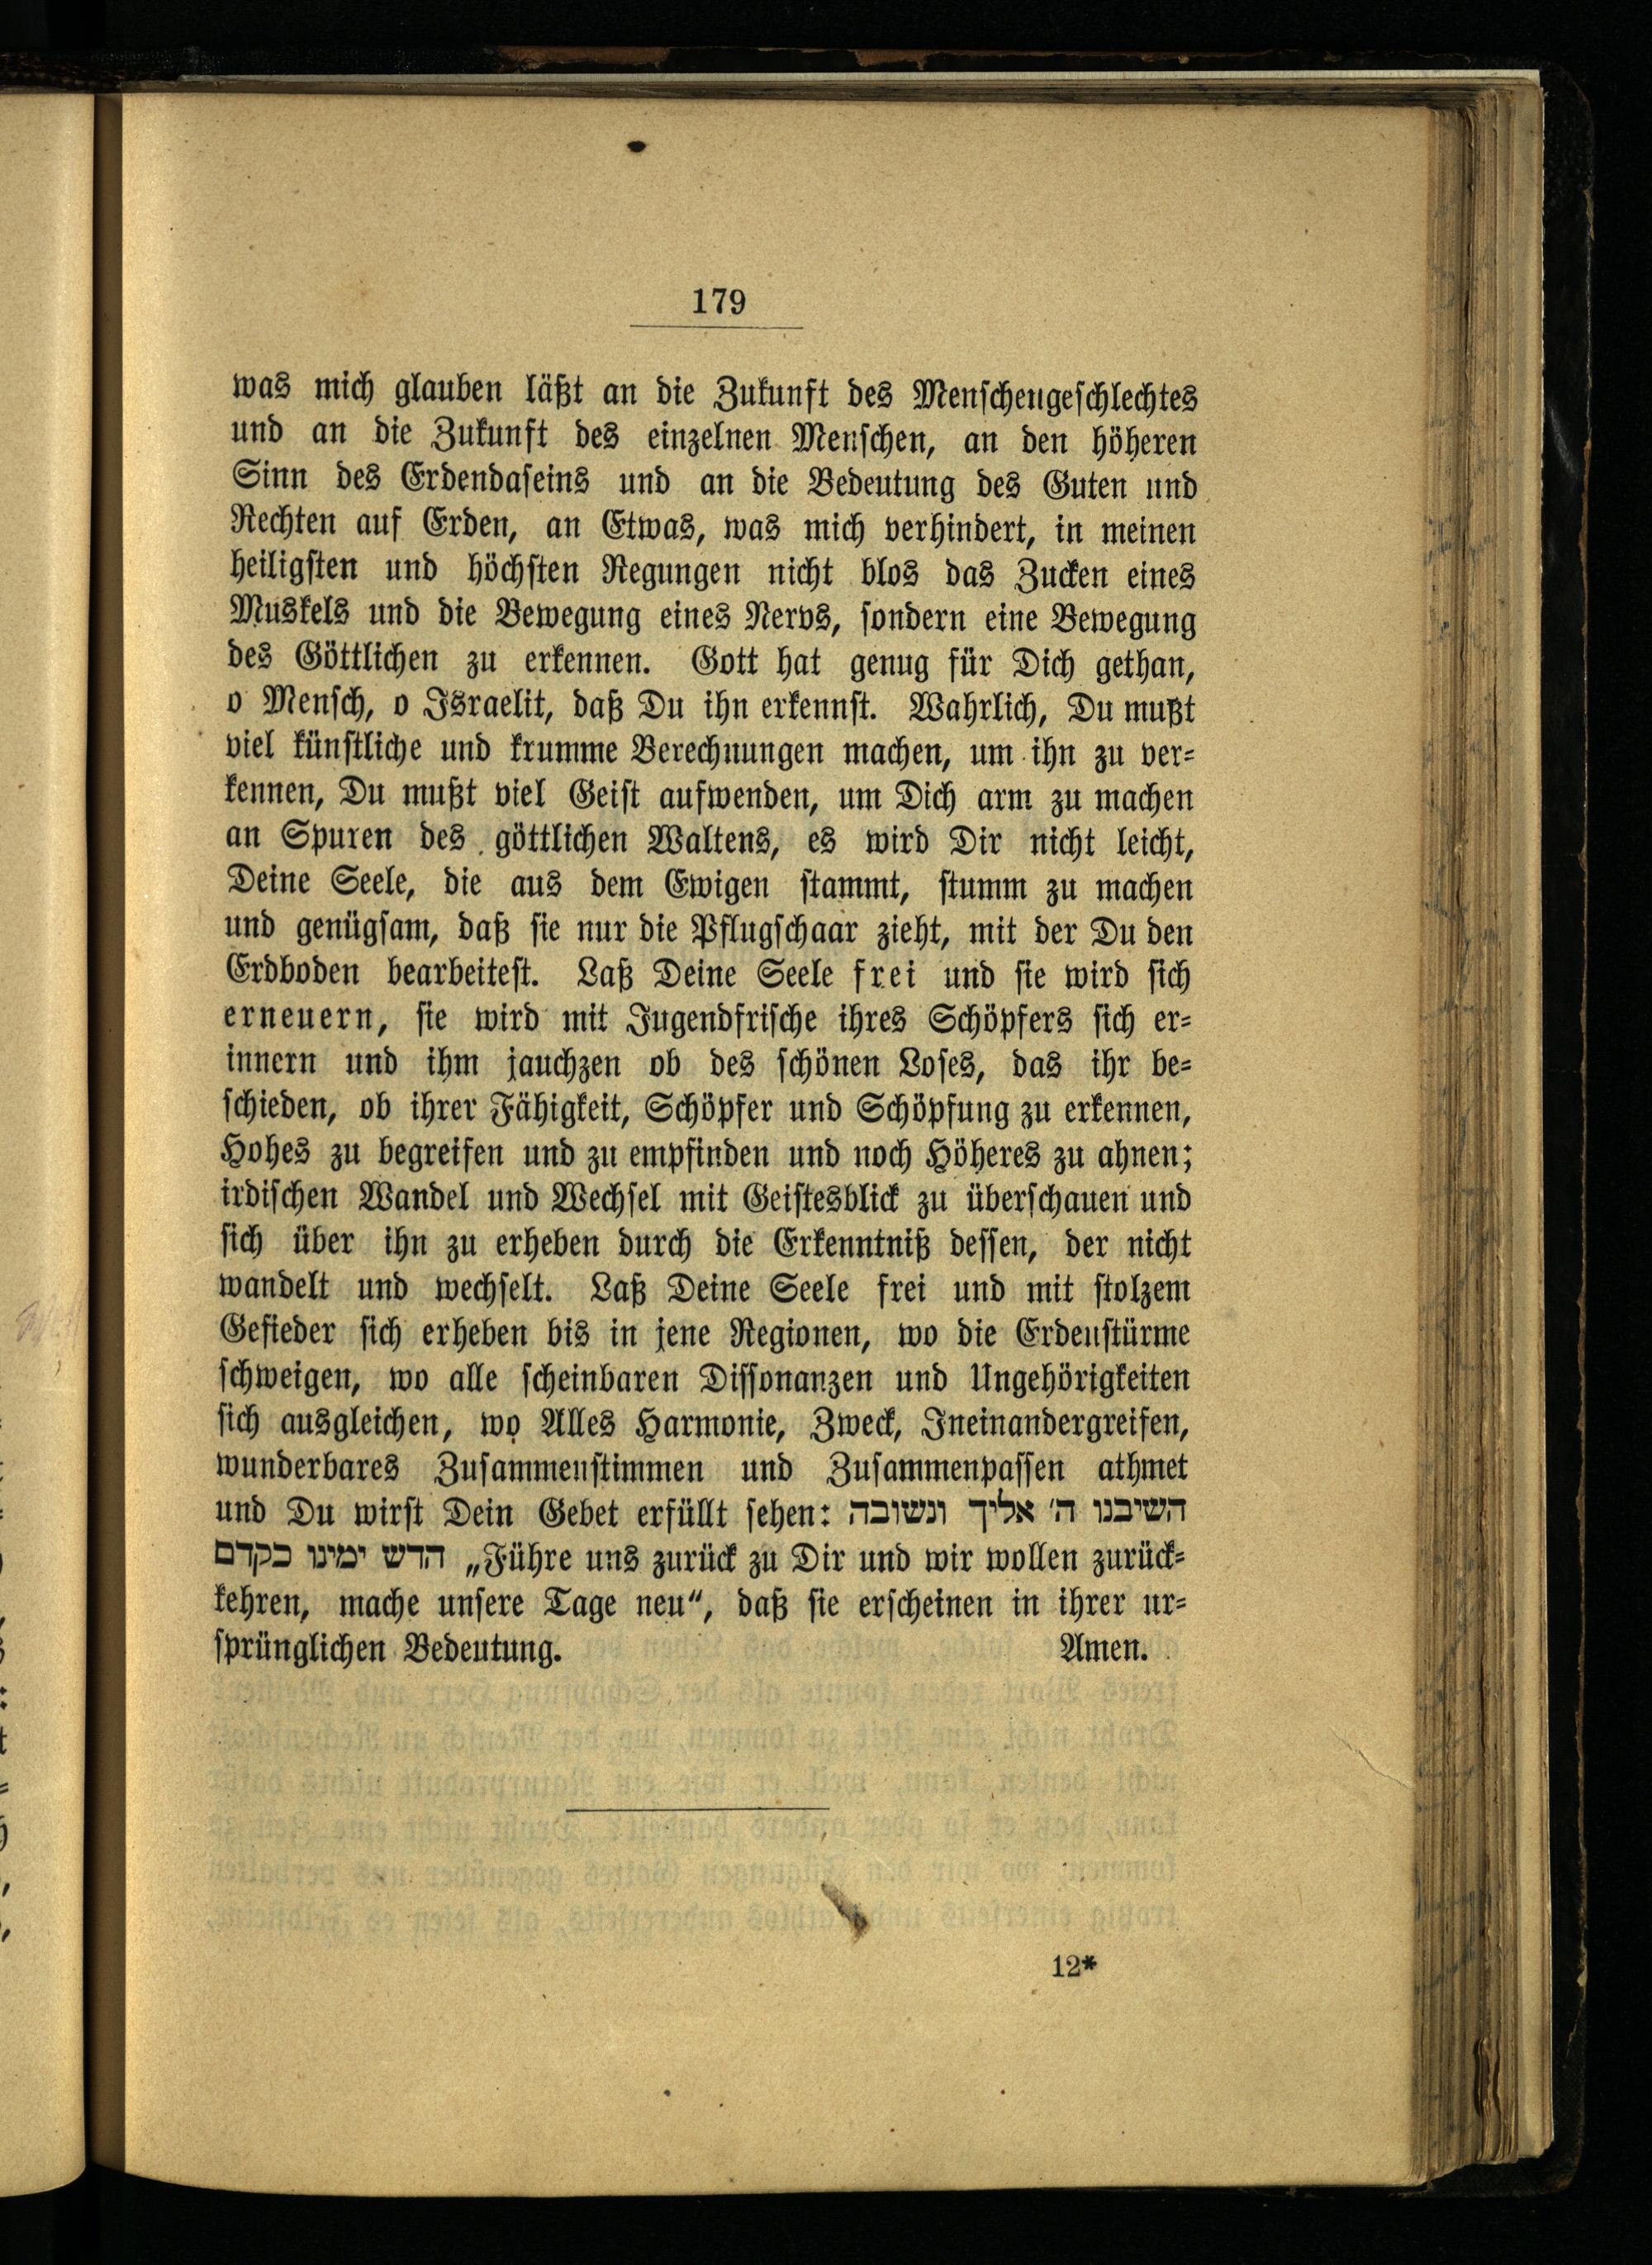 179
was mich glauben läßt an die Zukunft des Menschengeschlechtes
und an die Zukunft des einzelnen Menschen, an den höheren
Sinn des Erdendaseins und an die Bedeutung des Guten und
Rechten auf Erden, an Etwas, was mich verhindert, in meinen
heiligsten und höchsten Regungen nicht blos das Zucken eines
Muskels und die Bewegung eines Nervs, sondern eine Bewegung
des Göttlichen zu erkennen. Gott hat genug für Dich gethan,
o Mensch, o Israelit, daß Du ihn erkennst. Wahrlich, Du mußt
viel künstliche und krumme Berechnungen machen, um ihn zu ver-
kennen, Du mußt viel Geist aufwenden, um Dich arm zu machen
an Spuren des göttlichen Waltens, es wird Dir nicht leicht,
Deine Seele, die aus dem Ewigen stammt, stumm zu machen
und genügsam, daß sie nur die Pflugschaar zieht, mit der Du den
Erdboden bearbeitest. Laß Deine Seele frei und sie wird sich
erneuern, sie wird mit Jugendfrische ihres Schöpfers sich er-
innern und ihm jauchzen ob des schönen Loses, das ihr be-
schieden, ob ihrer Fähigkeit, Schöpfer und Schöpfung zu erkennen,
Hohes zu begreifen und zu empfinden und noch Höheres zu ahnen;
irdischen Wandel und Wechsel mit Geistesblick zu überschauen und
sich über ihn zu erheben durch die Erkenntniß dessen, der nicht
wandelt und wechselt. Laß Deine Seele frei und mit stolzem
Gefieder sich erheben bis in jene Regionen, wo die Erdenstürme
schweigen, wo alle scheinbaren Dissonanzen und Ungehörigkeiten
sich ausgleichen, wo Alles Harmonie, Zweck, Ineinandergreifen,
wunderbares Zusammenstimmen und Zusammenpassen athmet
und Du wirst Dein Gebet erfüllt sehen: השיבנו ה' אליך ונשובה
הדש ימינו בקדם „Führe uns zurück zu Dir und wir wollen zurück-
kehren, mache unsere Tage neu“, daß sie erscheinen in ihrer ur-
sprünglichen Bedeutung. Amen.
12*